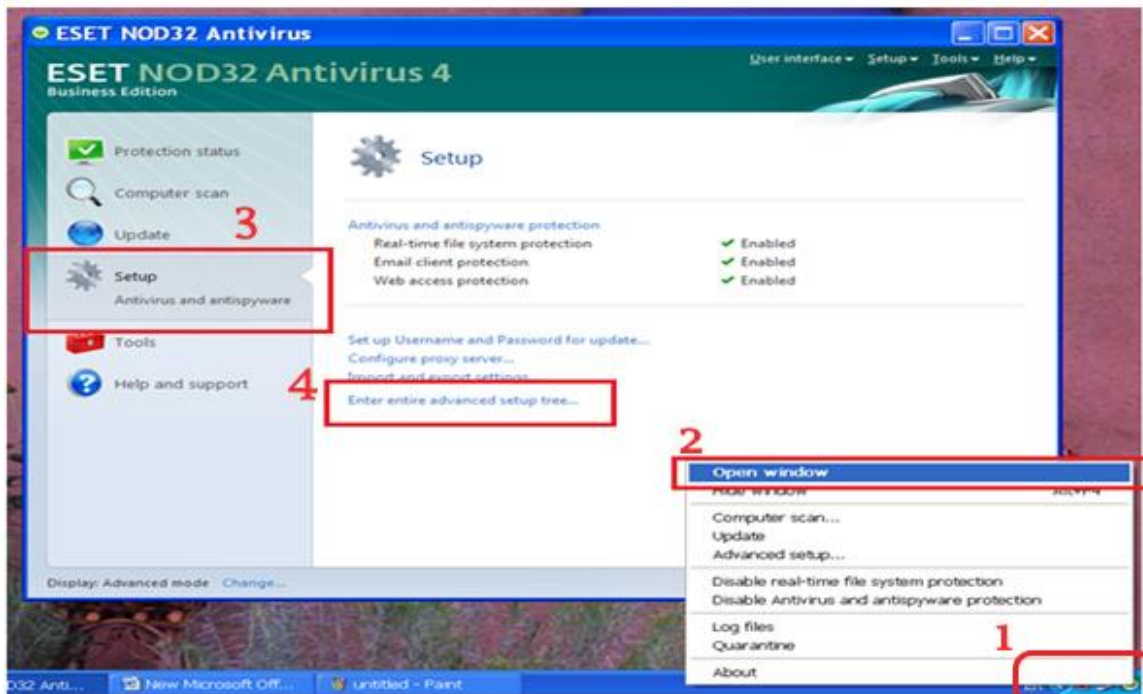 ESET NOD32 Antivirus
ESET NOD32 Antivirus 4
Business Edition
User interface Setup Tools Help
Protection status
Computer scan
Update
3
Setup
Antivirus and antispyware
Tools
Help and support
Setup
Antivirus and antispyware protection
Real-time file system protection Enabled
Email client protection Enabled
Web access protection Enabled
Set up Username and Password for update...
Configure proxy server...
Import and export settings
4
Enter entire advanced setup tree...
Display: Advanced mode Change...
2
Open window
Hide window
Computer scan...
Update
Advanced setup...
Disable real-time file system protection
Disable Antivirus and antispyware protection
Log files
Quarantine
About
1
D32 Anti... New Microsoft Off... untitled - Paint